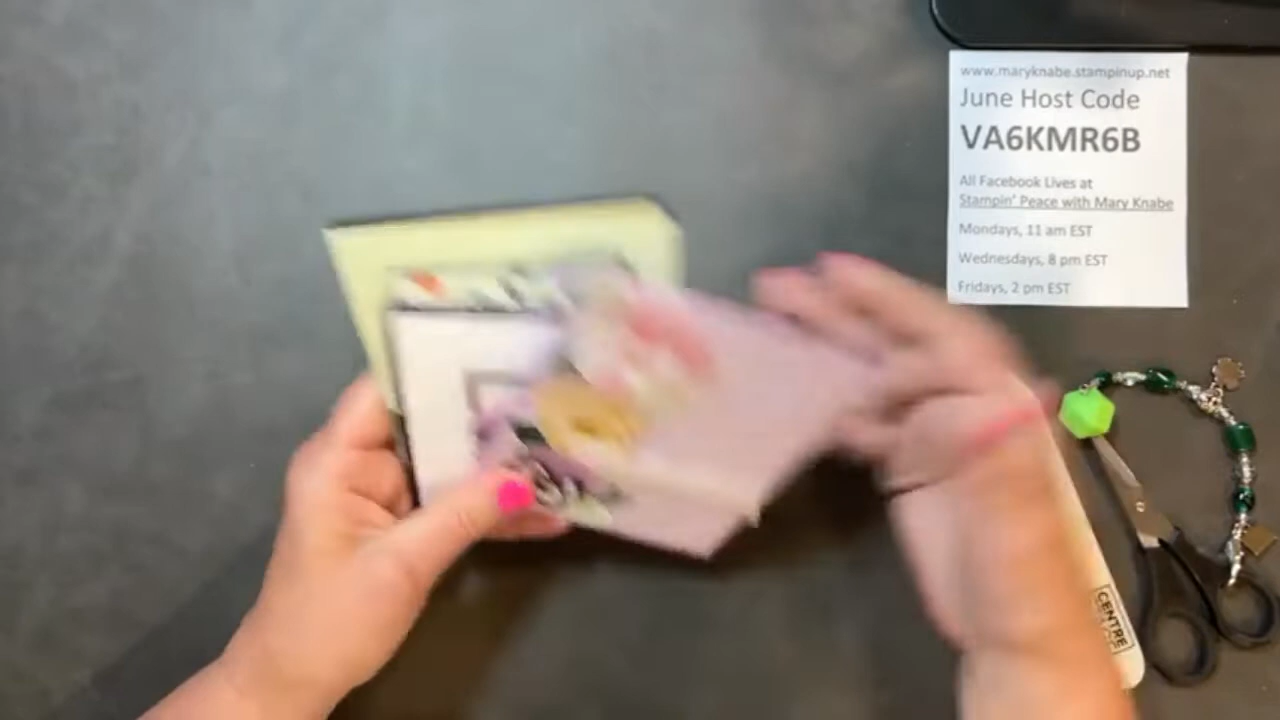 www.maryknabe.stampinup.net
June Host Code
VA6KMR6B
All Facebook Lives at
Stampin' Peace with Mary Knabe
Mondays, 11 am EST
Wednesdays, 8 pm EST
Fridays, 2 pm EST
CENTRE